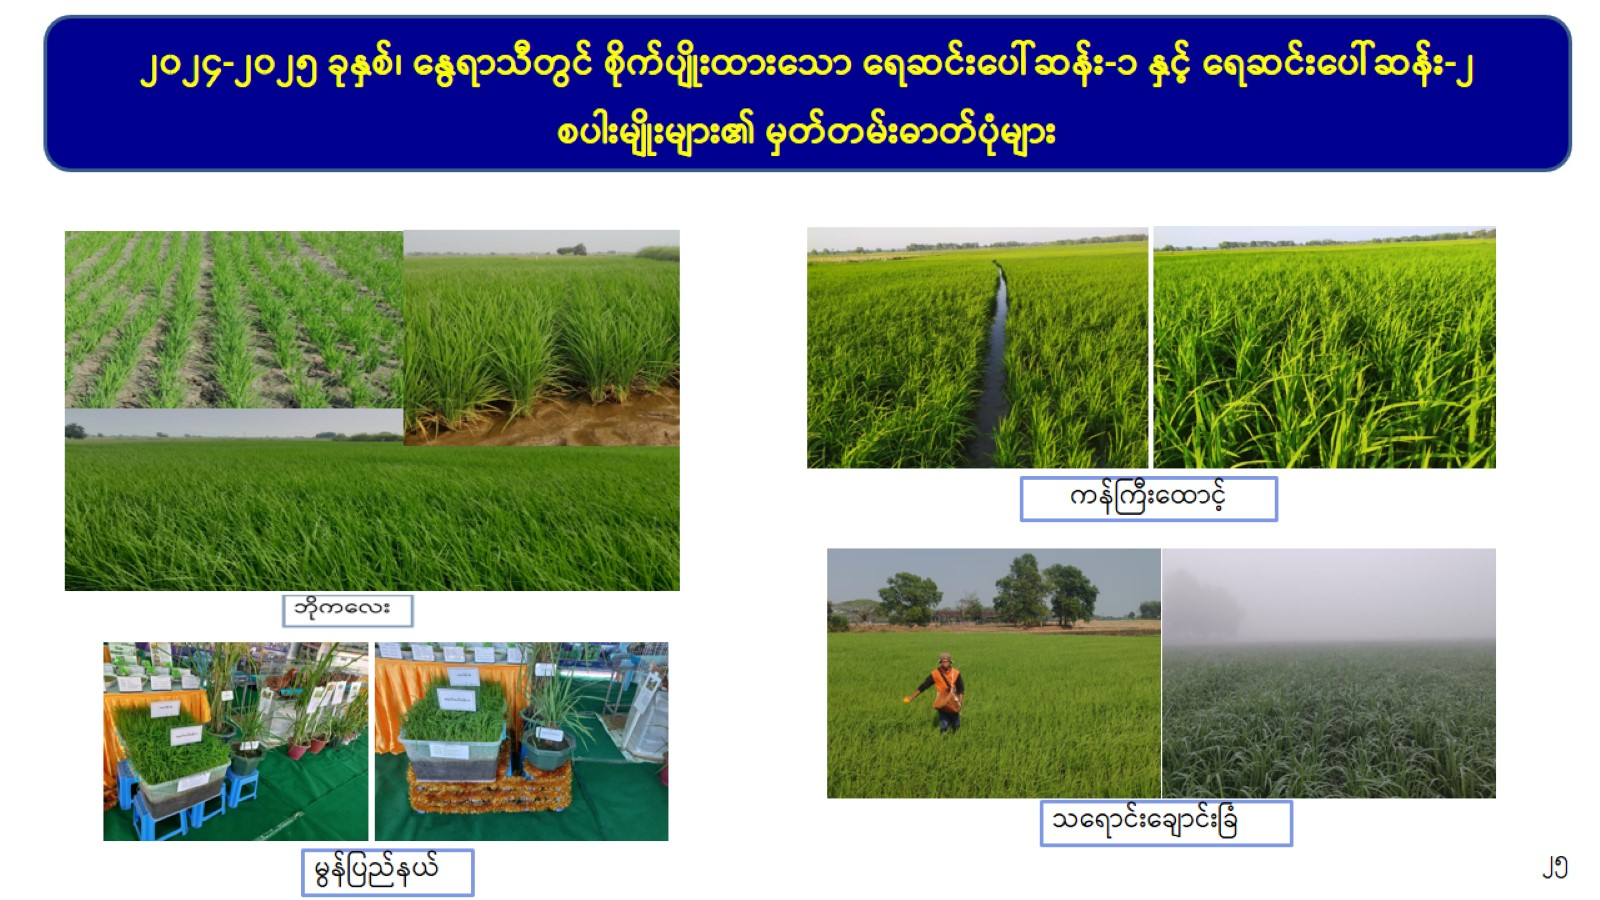 ၂၀၂၄-၂၀၂၅ ခုနှစ်၊ နွေရာသီတွင် စိုက်ပျိုးထားသော ရေဆင်းပေါ်ဆန်း-၁ နှင့် ရေဆင်းပေါ်ဆန်း-၂
စပါးမျိုးများ၏ မှတ်တမ်းဓာတ်ပုံများ
ဘိုကလေး
ကန်ကြီးထောင့်
မွန်ပြည်နယ်
သရောင်းချောင်းခြံ
၂၅